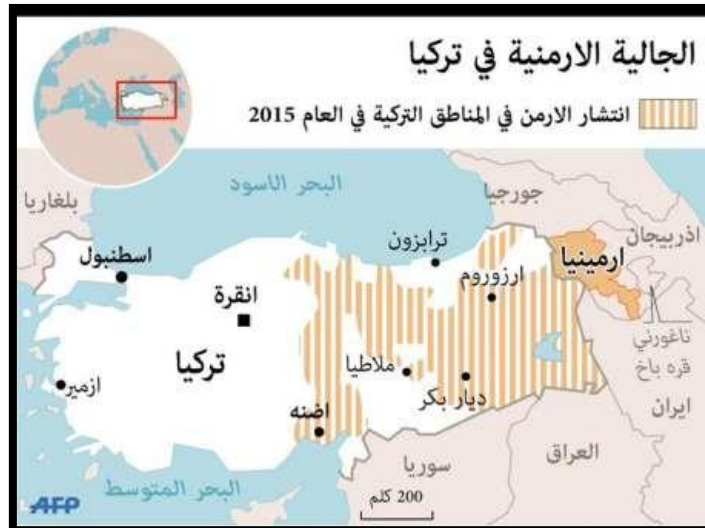 الجالية الارمنية في تركيا
انتشار الارمن في المناطق التركية في العام 2015
البحر الاسود
جورجيا
بلغاريا
اذربيجان
ترابزون
ارمينيا
اسطنبول
ارزوروم
انقرة
ناغورني
قره باخ
تركيا
ملاطيا
ازمير
ديار بكر
ايران
اضنه
العراق
سوريا
البحر المتوسط
200 كلم
AFP